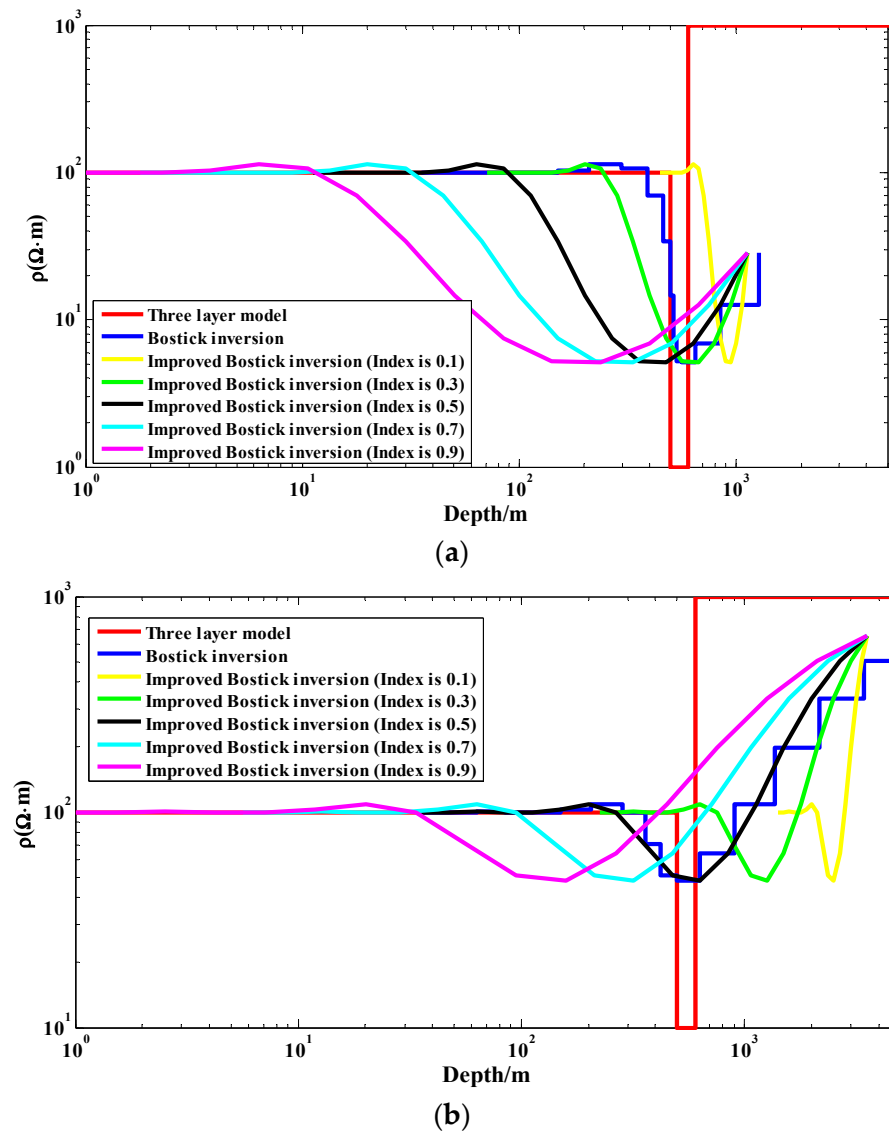 10³
10²
10¹
10⁰
ρ(Ω·m)
Three layer model
Bostick inversion
Improved Bostick inversion (Index is 0.1)
Improved Bostick inversion (Index is 0.3)
Improved Bostick inversion (Index is 0.5)
Improved Bostick inversion (Index is 0.7)
Improved Bostick inversion (Index is 0.9)
10⁰ 10¹ 10² 10³
Depth/m
(a)
10³
10²
10¹
ρ(Ω·m)
Three layer model
Bostick inversion
Improved Bostick inversion (Index is 0.1)
Improved Bostick inversion (Index is 0.3)
Improved Bostick inversion (Index is 0.5)
Improved Bostick inversion (Index is 0.7)
Improved Bostick inversion (Index is 0.9)
10⁰ 10¹ 10² 10³
Depth/m
(b)